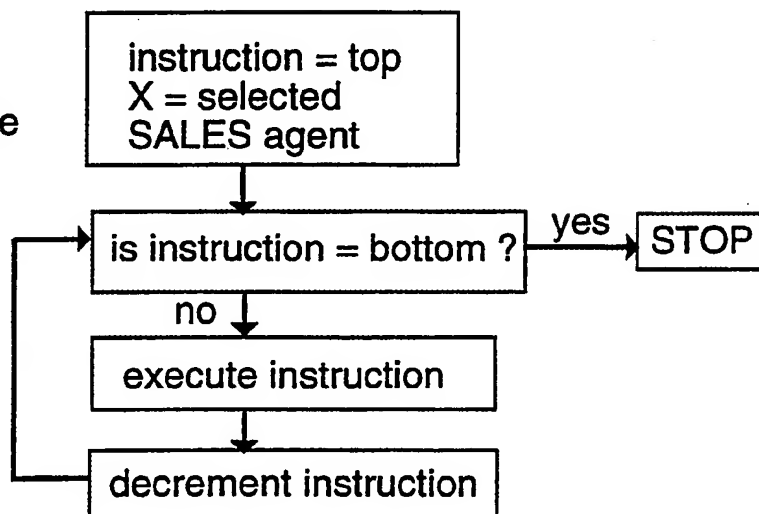 instruction = top
X = selected
SALES agent
e
is instruction = bottom ?
yes
STOP
no
execute instruction
decrement instruction